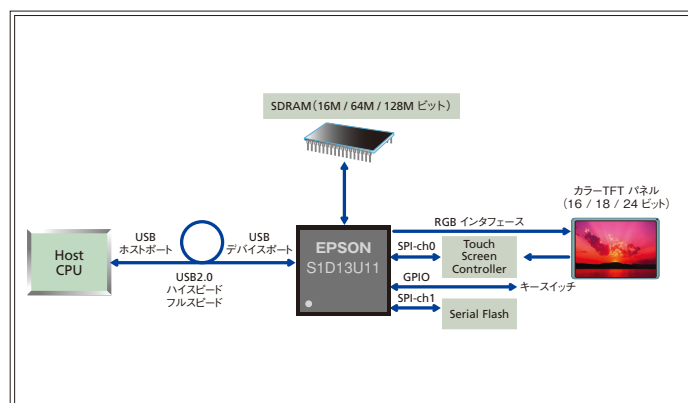 SDRAM（16M / 64M / 128M ビット）
カラーTFT パネル
（16 / 18 / 24 ビット）
USB
ホストポート
USB
デバイスポート
Host
CPU
USB2.0
ハイスピード
フルスピード
EPSON
S1D13U11
RGB インタフェース
SPI-ch0
Touch
Screen
Controller
GPIO
キースイッチ
SPI-ch1
Serial Flash